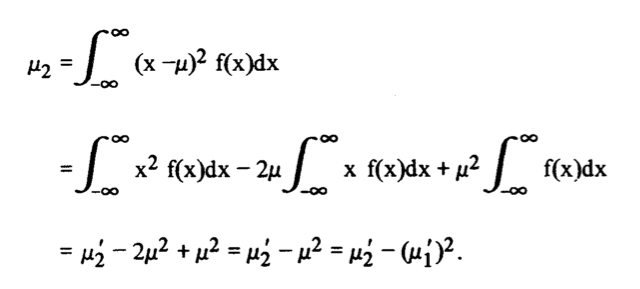 μ₂ = ∫_{-∞}^{∞} (x −μ)² f(x)dx
= ∫_{-∞}^{∞} x² f(x)dx − 2μ ∫_{-∞}^{∞} x f(x)dx + μ² ∫_{-∞}^{∞} f(x)dx
= μ₂′ − 2μ² + μ² = μ₂′ − μ² = μ₂′ − (μ₁′)².